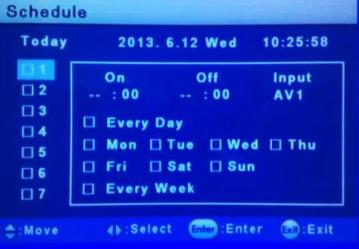 Schedule
Today 2013. 6.12 Wed 10:25:58
1
2
3
4
5
6
7
On Off Input
-- : 00 -- : 00 AV1
Every Day
Mon Tue Wed Thu
Fri Sat Sun
Every Week
:Move :Select Enter :Enter Exit :Exit